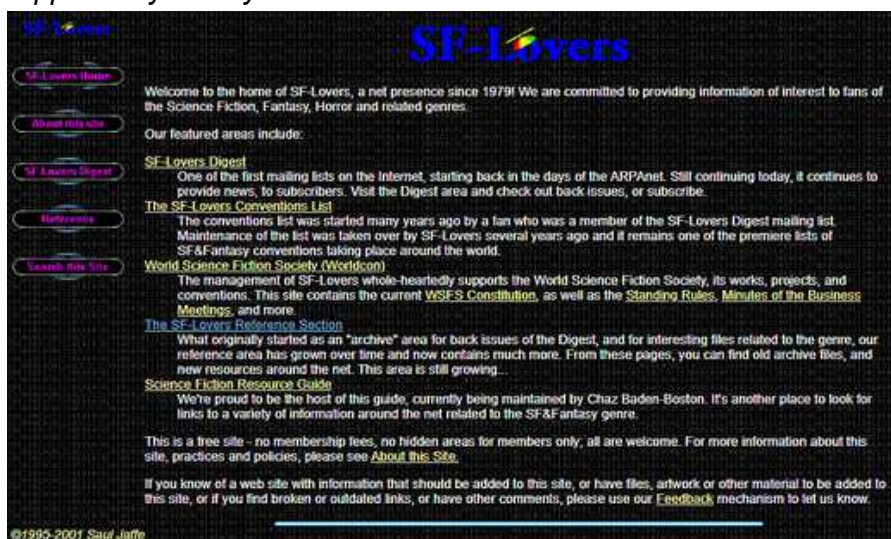 SF-Lovers
SF-Lovers
SF-Lovers Home
About this site
SF-Lovers Digest
Reference
Search this Site
Welcome to the home of SF-Lovers, a net presence since 1979! We are committed to providing information of interest to fans of
the Science Fiction, Fantasy, Horror and related genres.
Our featured areas include:
SF-Lovers Digest
One of the first mailing lists on the Internet, starting back in the days of the ARPAnet. Still continuing today, it continues to
provide news, to subscribers. Visit the Digest area and check out back issues, or subscribe.
The SF-Lovers Conventions List
The conventions list was started many years ago by a fan who was a member of the SF-Lovers Digest mailing list.
Maintenance of the list was taken over by SF-Lovers several years ago and it remains one of the premiere lists of
SF&Fantasy conventions taking place around the world.
World Science Fiction Society (Worldcon)
The management of SF-Lovers whole-heartedly supports the World Science Fiction Society, its works, projects, and
conventions. This site contains the current WSFS Constitution, as well as the Standing Rules, Minutes of the Business
Meetings, and more.
The SF-Lovers Reference Section
What originally started as an "archive" area for back issues of the Digest, and for interesting files related to the genre, our
reference area has grown over time and now contains much more. From these pages, you can find old archive files, and
new resources around the net. This area is still growing...
Science Fiction Resource Guide
We're proud to be the host of this guide, currently being maintained by Chaz Baden-Boston. It's another place to look for
links to a variety of information around the net related to the SF&Fantasy genre.
This is a free site - no membership fees, no hidden areas for members only; all are welcome. For more information about this
site, practices and policies, please see About this Site.
If you know of a web site with information that should be added to this site, or have files, artwork or other material to be added to
this site, or if you find broken or outdated links, or have other comments, please use our Feedback mechanism to let us know.
©1995-2001 Saul Jaffe